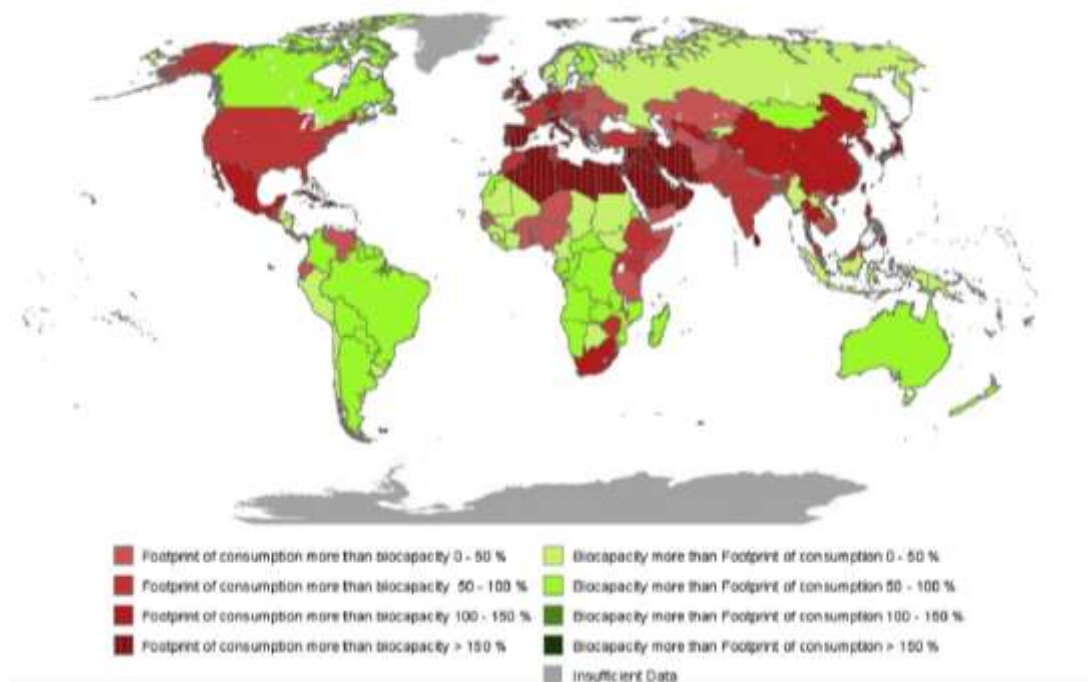 Footprint of consumption more than biocapacity 0 - 50 %
Footprint of consumption more than biocapacity 50 - 100 %
Footprint of consumption more than biocapacity 100 - 150 %
Footprint of consumption more than biocapacity > 150 %
Biocapacity more than Footprint of consumption 0 - 50 %
Biocapacity more than Footprint of consumption 50 - 100 %
Biocapacity more than Footprint of consumption 100 - 150 %
Biocapacity more than Footprint of consumption > 150 %
Insufficient Data